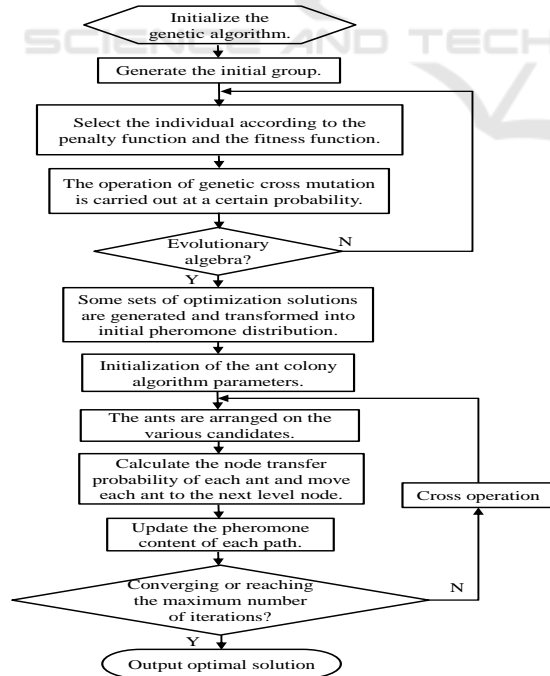 Initialize the
genetic algorithm.
SCIENCE AND TECH
Generate the initial group.
Select the individual according to the
penalty function and the fitness function.
The operation of genetic cross mutation
is carried out at a certain probability.
Evolutionary
algebra?
N
Y
Some sets of optimization solutions
are generated and transformed into
initial pheromone distribution.
Initialization of the ant colony
algorithm parameters.
The ants are arranged on the
various candidates.
Calculate the node transfer
probability of each ant and move
each ant to the next level node.
Cross operation
Update the pheromone
content of each path.
Converging or reaching
the maximum number
of iterations?
N
Y
Output optimal solution